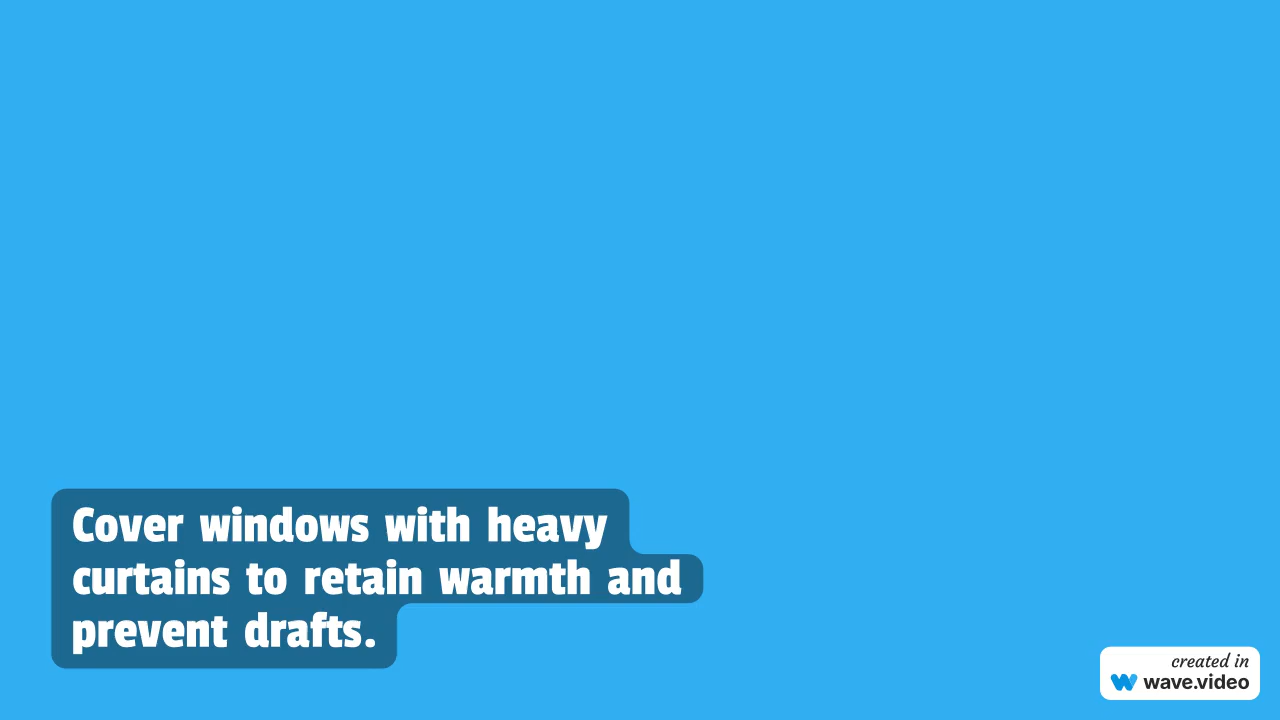 Cover windows with heavy
curtains to retain warmth and
prevent drafts.
created in
wave.video